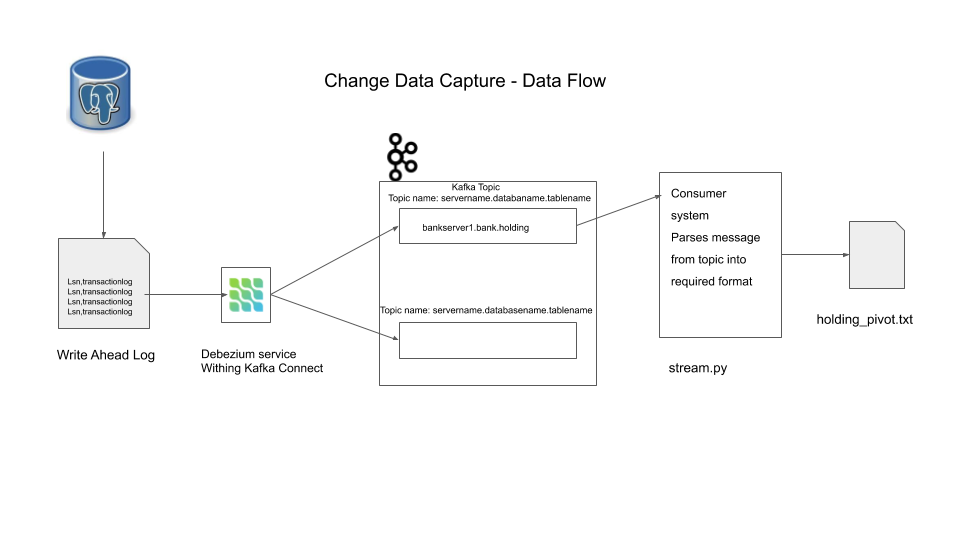 Change Data Capture - Data Flow
Kafka Topic
Topic name: servername.databaname.tablename
bankserver1.bank.holding
Topic name: servername.databasename.tablename
Lsn,transactionlog
Lsn,transactionlog
Lsn,transactionlog
Lsn,transactionlog
Write Ahead Log
Debezium service
Withing Kafka Connect
Consumer
system
Parses message
from topic into
required format
stream.py
holding_pivot.txt